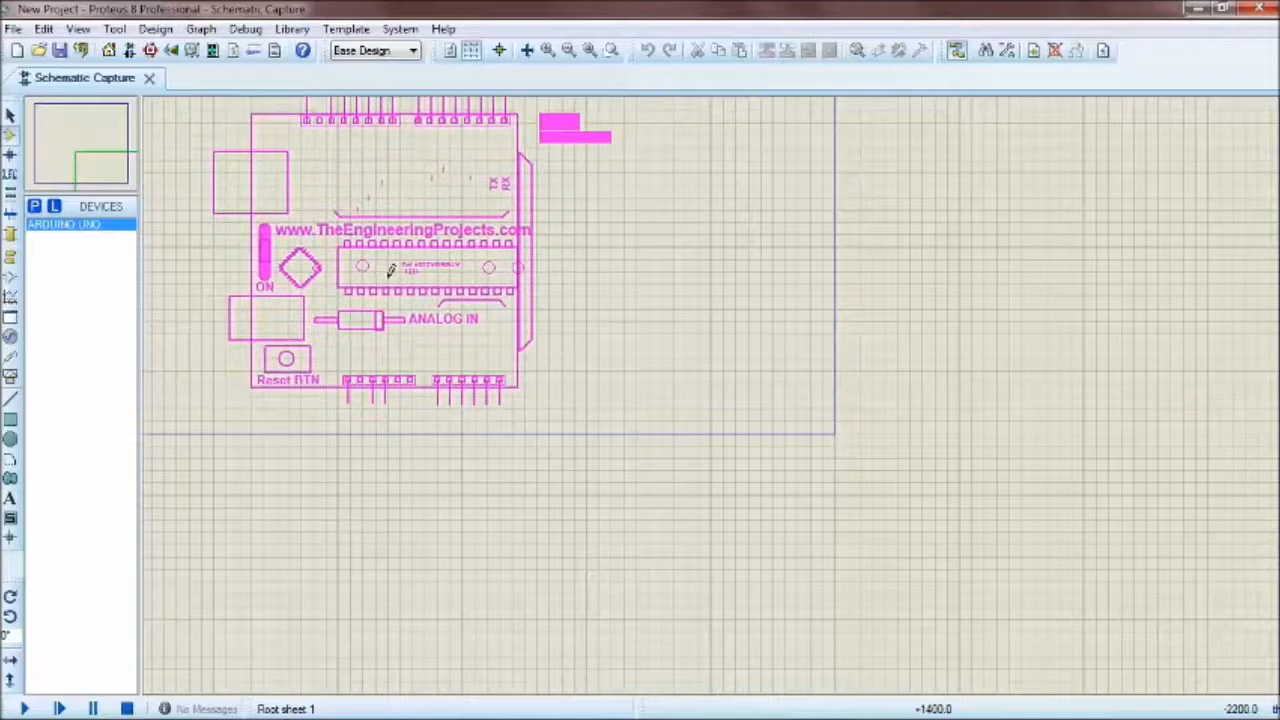 New Project - Proteus 8 Professional - Schematic Capture
File Edit View Tool Design Graph Debug Library Template System Help
Base Design
Schematic Capture
P L DEVICES
ARDUINO UNO
TX
RX
www.TheEngineeringProjects.com
ON
ANALOG IN
Reset BTN
No Messages
Root sheet 1
+1400.0
-2200.0
th